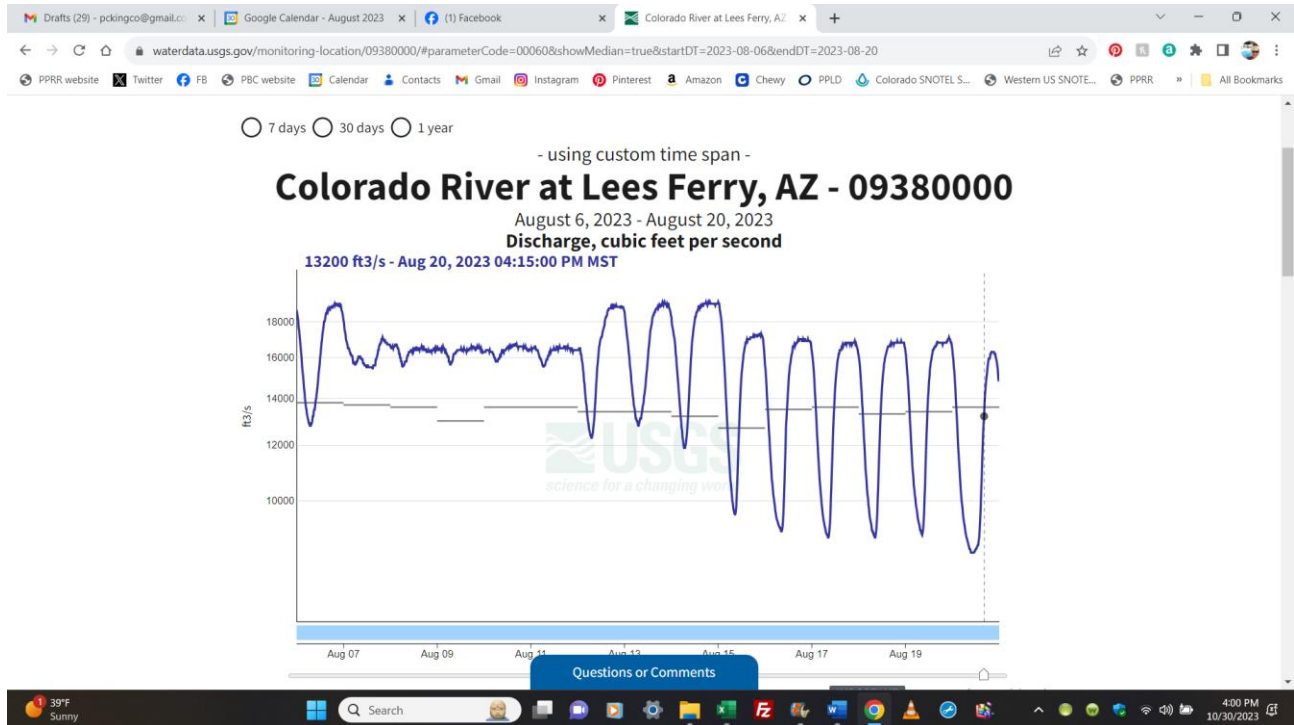 Drafts (29) - pckingco@gmail.co
Google Calendar - August 2023
(1) Facebook
Colorado River at Lees Ferry, AZ
waterdata.usgs.gov/monitoring-location/09380000/#parameterCode=00060&showMedian=true&startDT=2023-08-06&endDT=2023-08-20
PPRR website Twitter FB PBC website Calendar Contacts Gmail Instagram Pinterest Amazon Chewy PPLD Colorado SNOTEL S... Western US SNOTE... PPRR » All Bookmarks
7 days 30 days 1 year
- using custom time span -
Colorado River at Lees Ferry, AZ - 09380000
August 6, 2023 - August 20, 2023
Discharge, cubic feet per second
13200 ft3/s - Aug 20, 2023 04:15:00 PM MST
18000
16000
14000
ft3/s
12000
10000
USGS
science for a changing wor
Aug 07 Aug 09 Aug 11 Aug 13 Aug 15 Aug 17 Aug 19
Questions or Comments
1
39°F
Sunny
Search
4:00 PM
10/30/2023